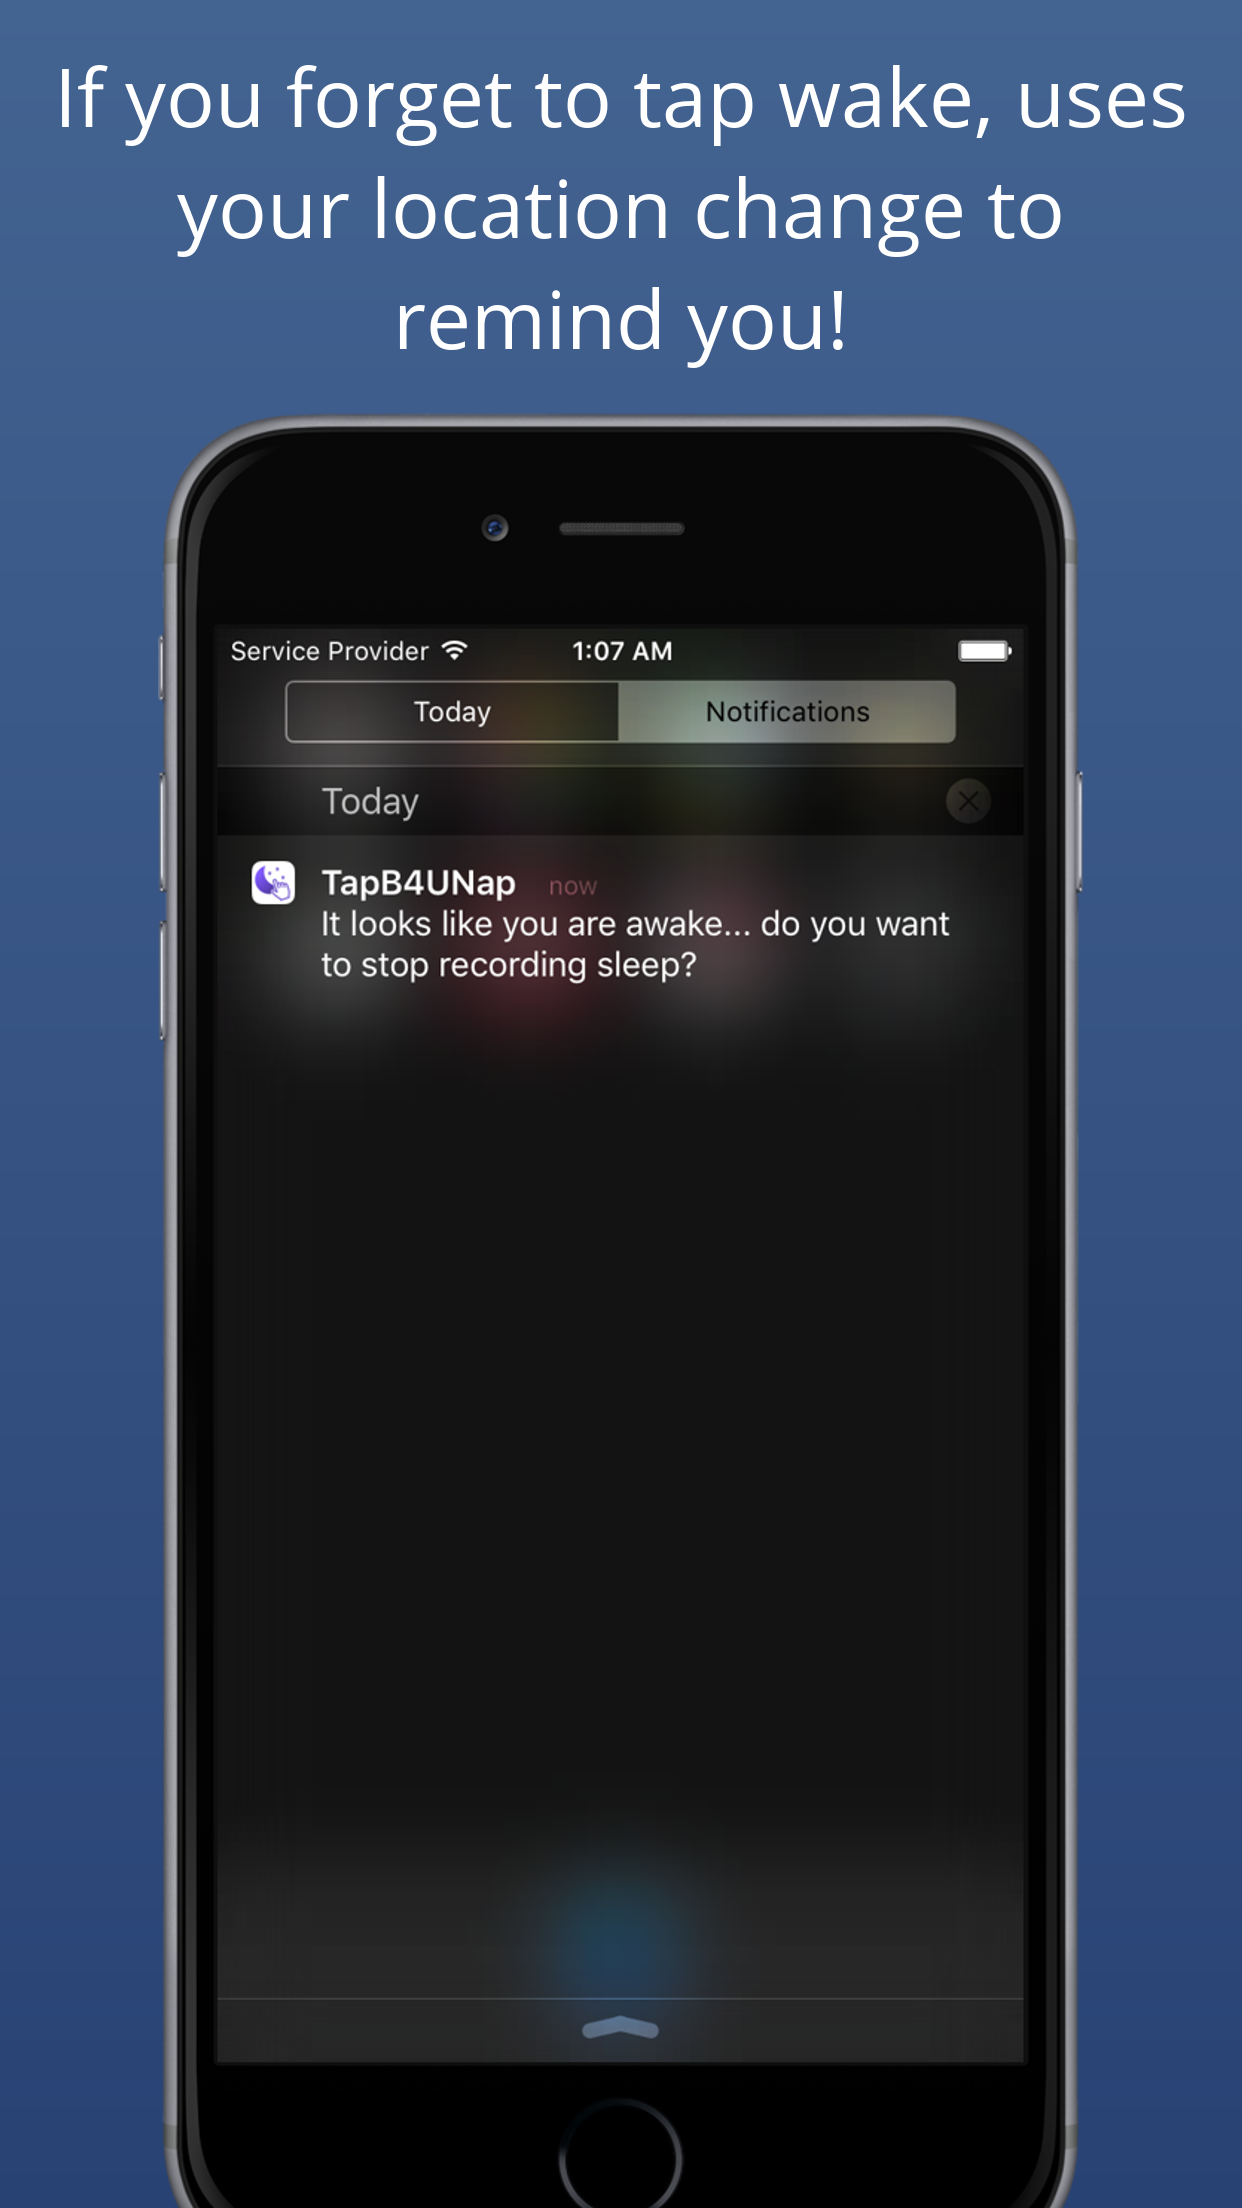 If you forget to tap wake, uses
your location change to
remind you!
Service Provider 1:07 AM
Today Notifications
Today
TapB4UNap now
It looks like you are awake... do you want
to stop recording sleep?